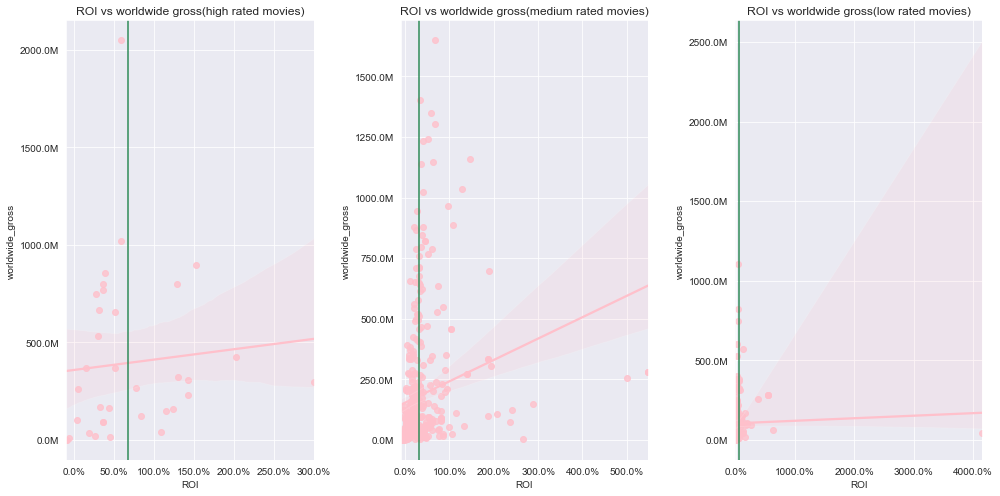 ROI vs worldwide gross(high rated movies)
worldwide_gross
2000.0M
1500.0M
1000.0M
500.0M
0.0M
0.0% 50.0% 100.0% 150.0% 200.0% 250.0% 300.0%
ROI
ROI vs worldwide gross(medium rated movies)
worldwide_gross
1500.0M
1250.0M
1000.0M
750.0M
500.0M
250.0M
0.0M
0.0% 100.0% 200.0% 300.0% 400.0% 500.0%
ROI
ROI vs worldwide gross(low rated movies)
worldwide_gross
2500.0M
2000.0M
1500.0M
1000.0M
500.0M
0.0M
0.0% 1000.0% 2000.0% 3000.0% 4000.0%
ROI